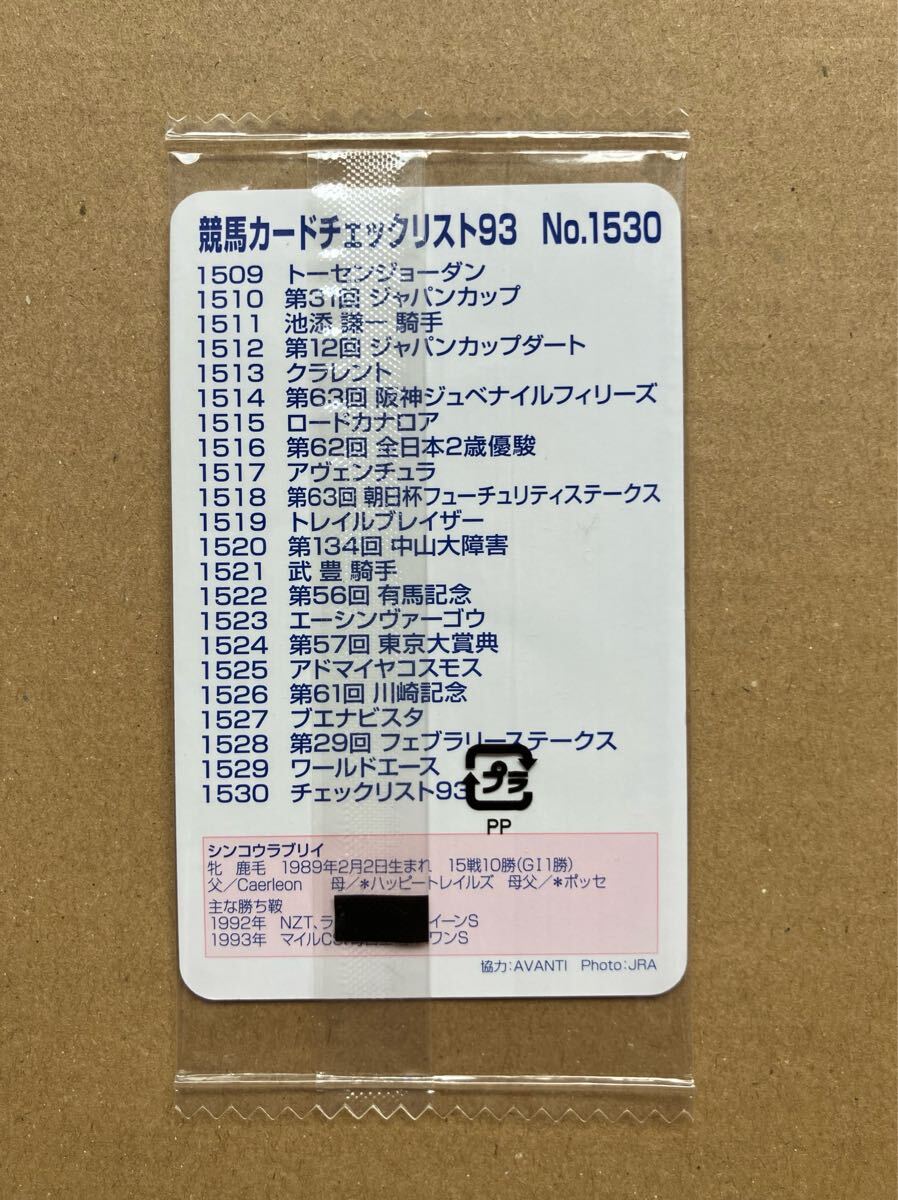 競馬カードチェックリスト93 No.1530
1509 トーセンジョーダン
1510 第31回 ジャパンカップ
1511 池添 謙一 騎手
1512 第12回 ジャパンカップダート
1513 クラレント
1514 第63回 阪神ジュベナイルフィリーズ
1515 ロードカナロア
1516 第62回 全日本2歳優駿
1517 アヴェンチュラ
1518 第63回 朝日杯フューチュリティステークス
1519 トレイルブレイザー
1520 第134回 中山大障害
1521 武 豊 騎手
1522 第56回 有馬記念
1523 エーシンヴァーゴウ
1524 第57回 東京大賞典
1525 アドマイヤコスモス
1526 第61回 川崎記念
1527 ブエナビスタ
1528 第29回 フェブラリーステークス
1529 ワールドエース
1530 チェックリスト93
プラ
PP
シンコウラブリイ
牝 鹿毛 1989年2月2日生まれ 15戦10勝(GI1勝)
父/Caerleon 母/*ハッピートレイルズ 母父/*ポッセ
主な勝ち鞍
1992年 NZT、ラ イーンS
1993年 マイルCS、 ワンS
協力:AVANTI Photo:JRA